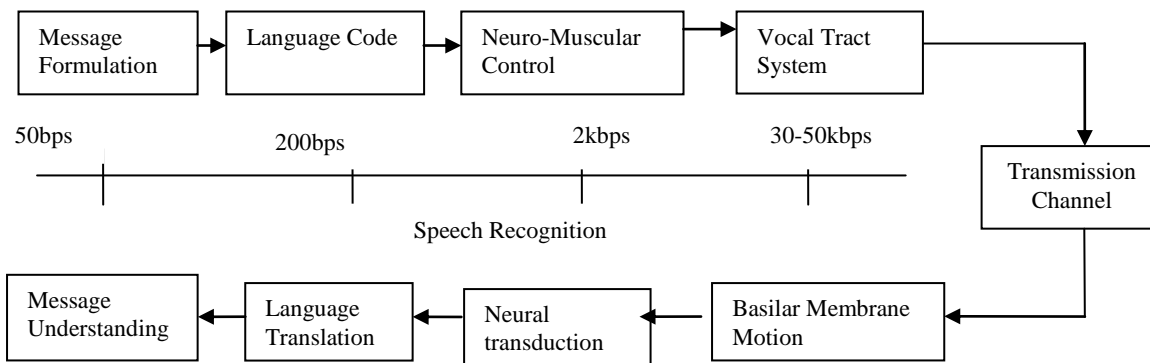 Message
Formulation
Language Code
Neuro-Muscular
Control
Vocal Tract
System
50bps
200bps
2kbps
30-50kbps
Transmission
Channel
Speech Recognition
Message
Understanding
Language
Translation
Neural
transduction
Basilar Membrane
Motion